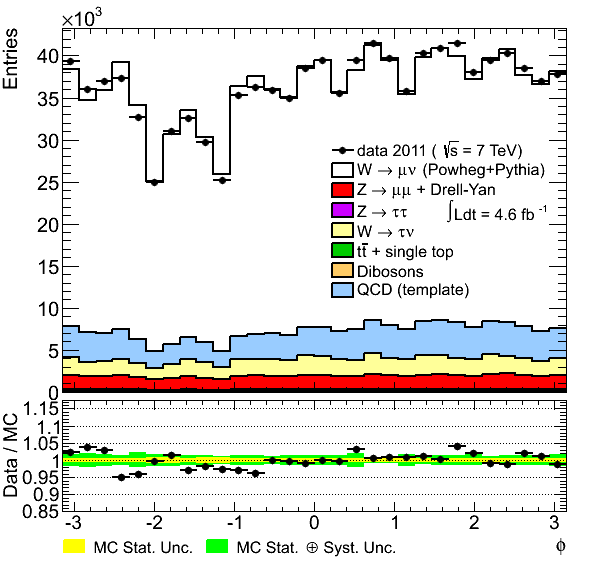 ×10³
Entries
40
35
30
25
20
15
10
5
0
data 2011 ( √s = 7 TeV)
W → μν (Powheg+Pythia)
Z → μμ + Drell-Yan
Z → ττ
∫Ldt = 4.6 fb⁻¹
W → τν
tt̄ + single top
Dibosons
QCD (template)
Data / MC
1.15
1.1
1.05
1
0.95
0.9
0.85
-3 -2 -1 0 1 2 3
MC Stat. Unc. MC Stat. ⊕ Syst. Unc. ϕ